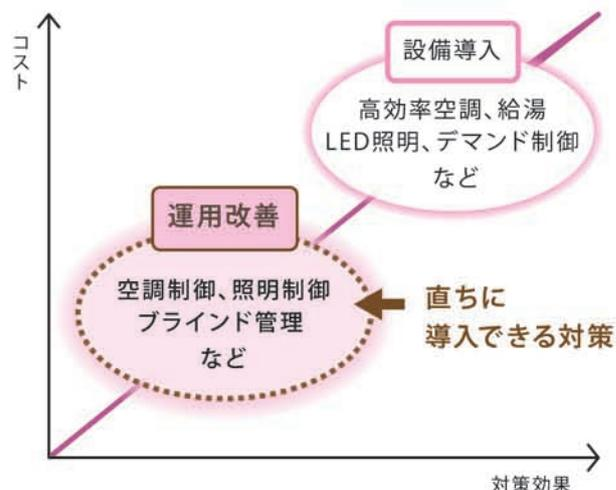 コスト
設備導入
高効率空調、給湯
LED照明、デマンド制御
など
運用改善
空調制御、照明制御
ブラインド管理
など
直ちに
導入できる対策
対策効果